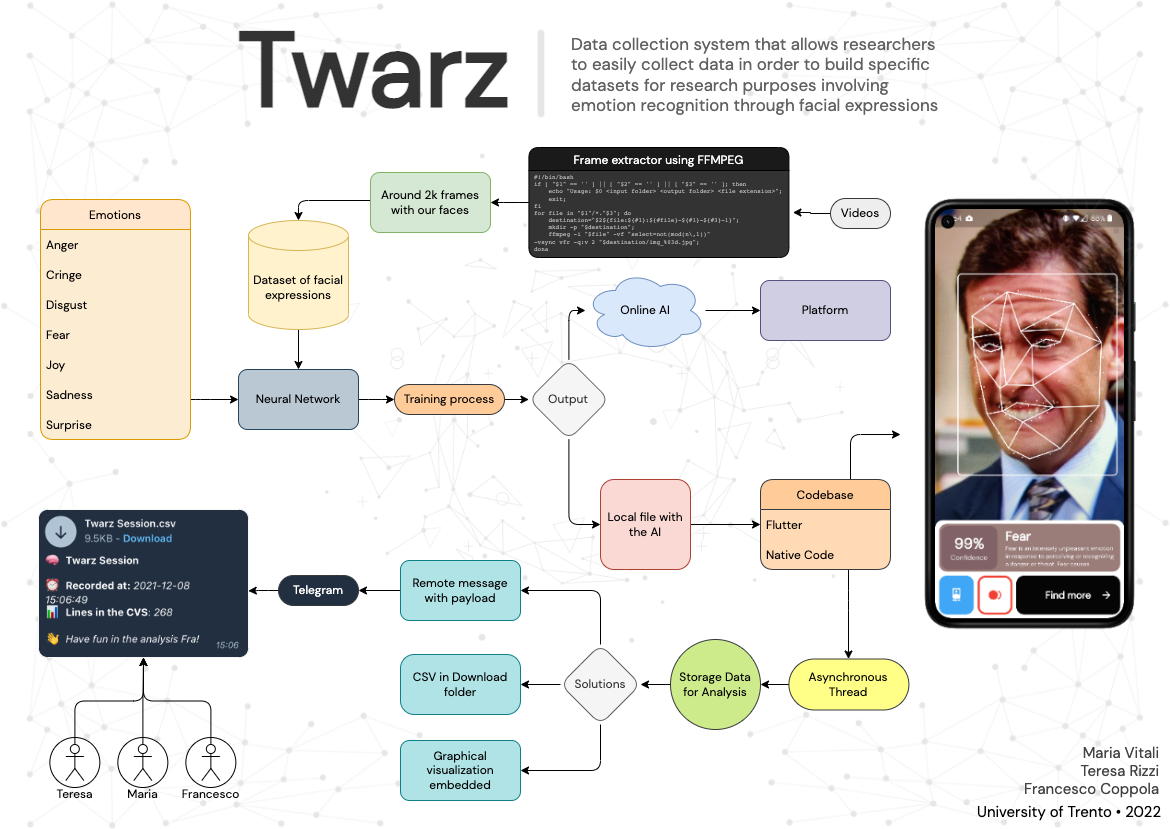 Twarz
Data collection system that allows researchers
to easily collect data in order to build specific
datasets for research purposes involving
emotion recognition through facial expressions
Frame extractor using FFMPEG
#!/bin/bash
if [ "$1" == '' ] || [ "$2" == '' ] || [ "$3" == '' ]; then
echo "Usage: $0 <input folder> <output folder> <file extension>";
exit;
fi
for file in "$1"/*."$3"; do
destination="$2${file:${#1}:${#file}-${#1}-${#3}-1}";
mkdir -p "$destination";
ffmpeg -i "$file" -vf "select=not(mod(n\,1))"
-vsync vfr -q:v 2 "$destination/img_%03d.jpg";
done
Videos
Around 2k frames
with our faces
Emotions
Anger
Cringe
Disgust
Fear
Joy
Sadness
Surprise
Dataset of facial
expressions
Neural Network
Training process
Output
Online AI
Platform
Local file with
the AI
Codebase
Flutter
Native Code
99%
Confidence
Fear
Fear is an intensely unpleasant emotion
in response to perceiving or recognizing
a danger or threat. Fear causes
Find more
Twarz Session.csv
9.5KB - Download
Twarz Session
Recorded at: 2021-12-08
15:06:49
Lines in the CVS: 268
Have fun in the analysis Fra!
15:06
Telegram
Remote message
with payload
CSV in Download
folder
Graphical
visualization
embedded
Solutions
Storage Data
for Analysis
Asynchronous
Thread
Teresa
Maria
Francesco
Maria Vitali
Teresa Rizzi
Francesco Coppola
University of Trento • 2022